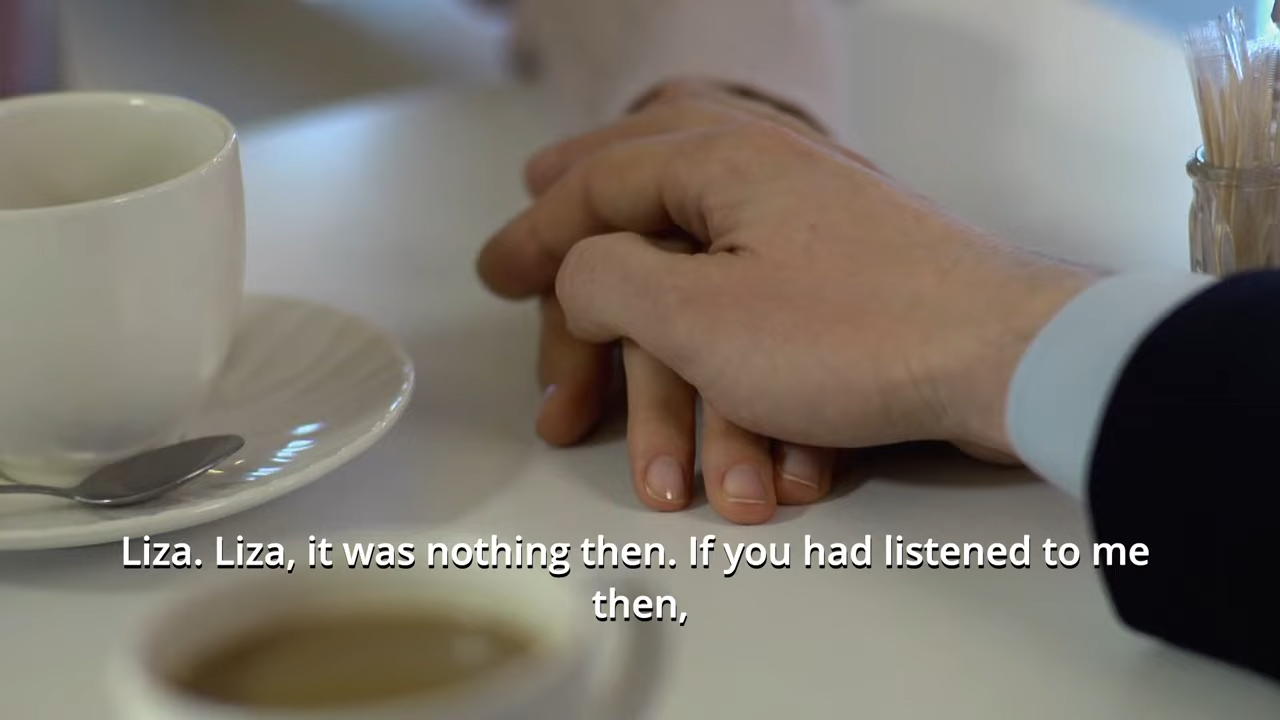 Liza. Liza, it was nothing then. If you had listened to me
then,